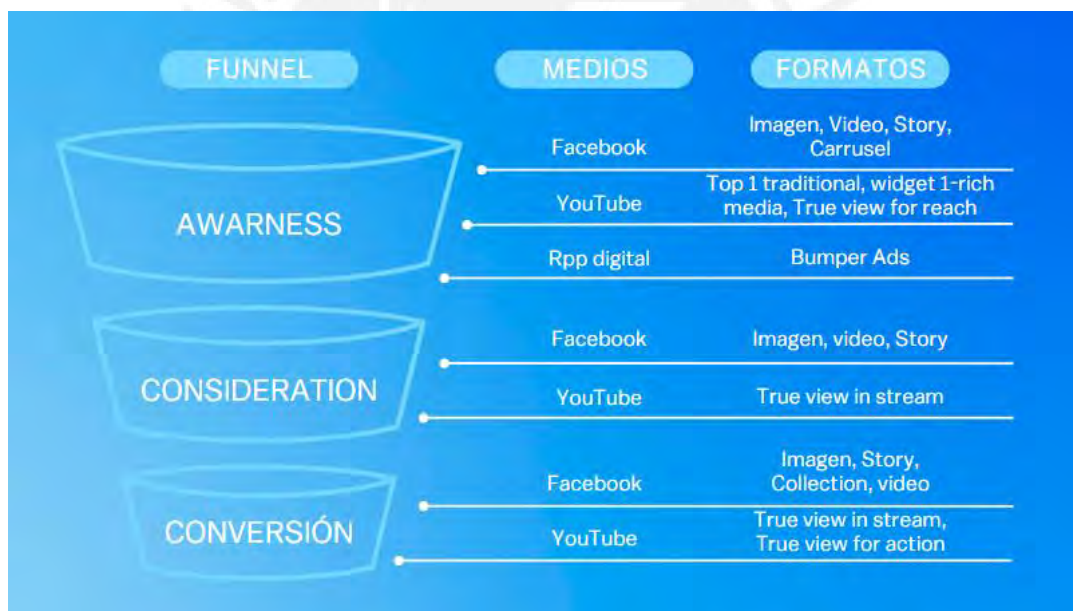 FUNNEL MEDIOS FORMATOS
AWARNESS
Facebook
Imagen, Video, Story,
Carrusel
YouTube
Top 1 traditional, widget 1-rich
media, True view for reach
Rpp digital
Bumper Ads
CONSIDERATION
Facebook
Imagen, video, Story
YouTube
True view in stream
CONVERSIÓN
Facebook
Imagen, Story,
Collection, video
YouTube
True view in stream,
True view for action